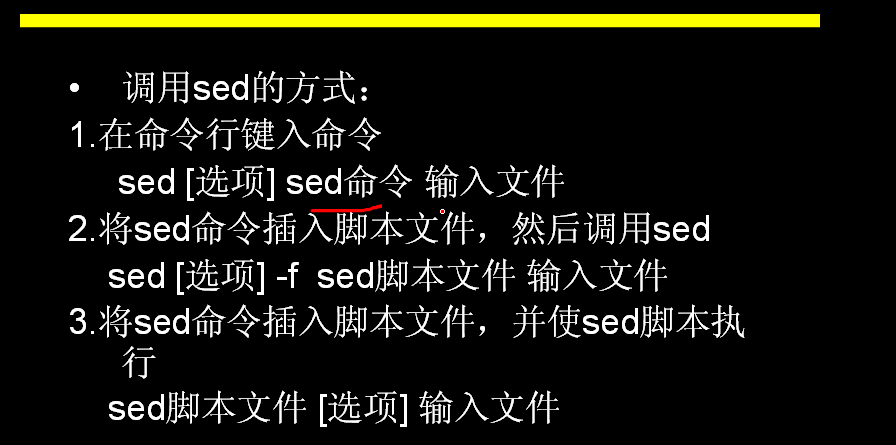 • 调用sed的方式：
1.在命令行键入命令
sed [选项] sed命令 输入文件
2.将sed命令插入脚本文件，然后调用sed
sed [选项] -f sed脚本文件 输入文件
3.将sed命令插入脚本文件，并使sed脚本执
行
sed脚本文件 [选项] 输入文件